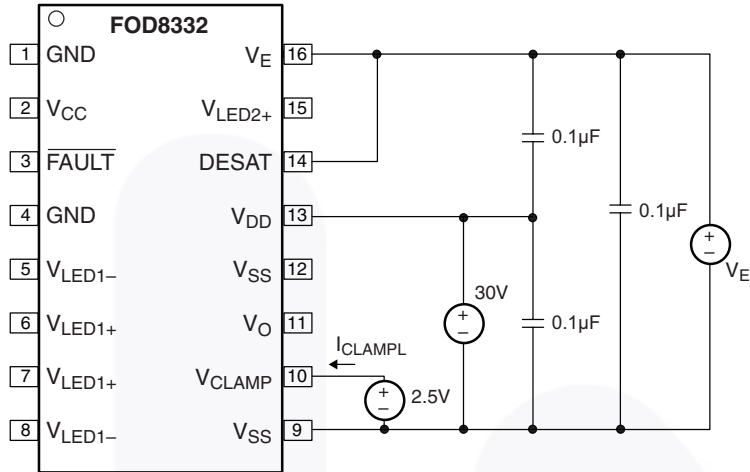 FOD8332
1 GND
2 VCC
3 FAULT
4 GND
5 VLED1–
6 VLED1+
7 VLED1+
8 VLED1–
VE 16
VLED2+ 15
DESAT 14
VDD 13
VSS 12
VO 11
VCLAMP 10
VSS 9
0.1µF
0.1µF
0.1µF
+
–
VE
+
–
30V
ICLAMPL
+
–
2.5V